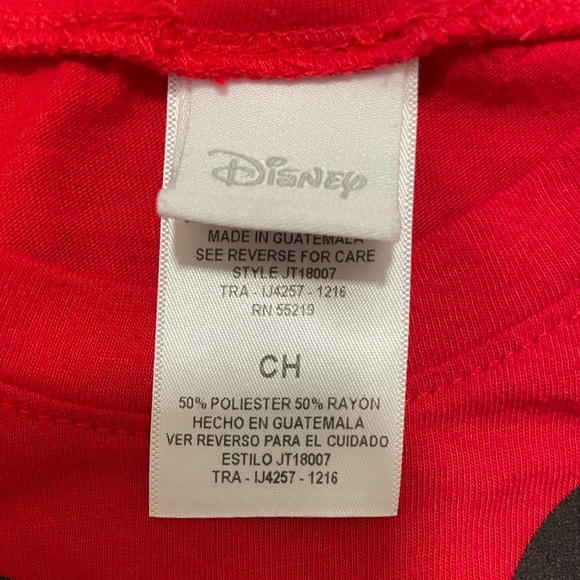 Disney
MADE IN GUATEMALA
SEE REVERSE FOR CARE
STYLE JT18007
TRA - IJ4257 - 1216
RN 55219
CH
50% POLIESTER 50% RAYÓN
HECHO EN GUATEMALA
VER REVERSO PARA EL CUIDADO
ESTILO JT18007
TRA - IJ4257 - 1216